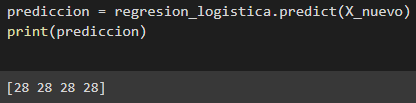 prediccion = regresion_logistica.predict(X_nuevo)
print(prediccion)
[28 28 28 28]